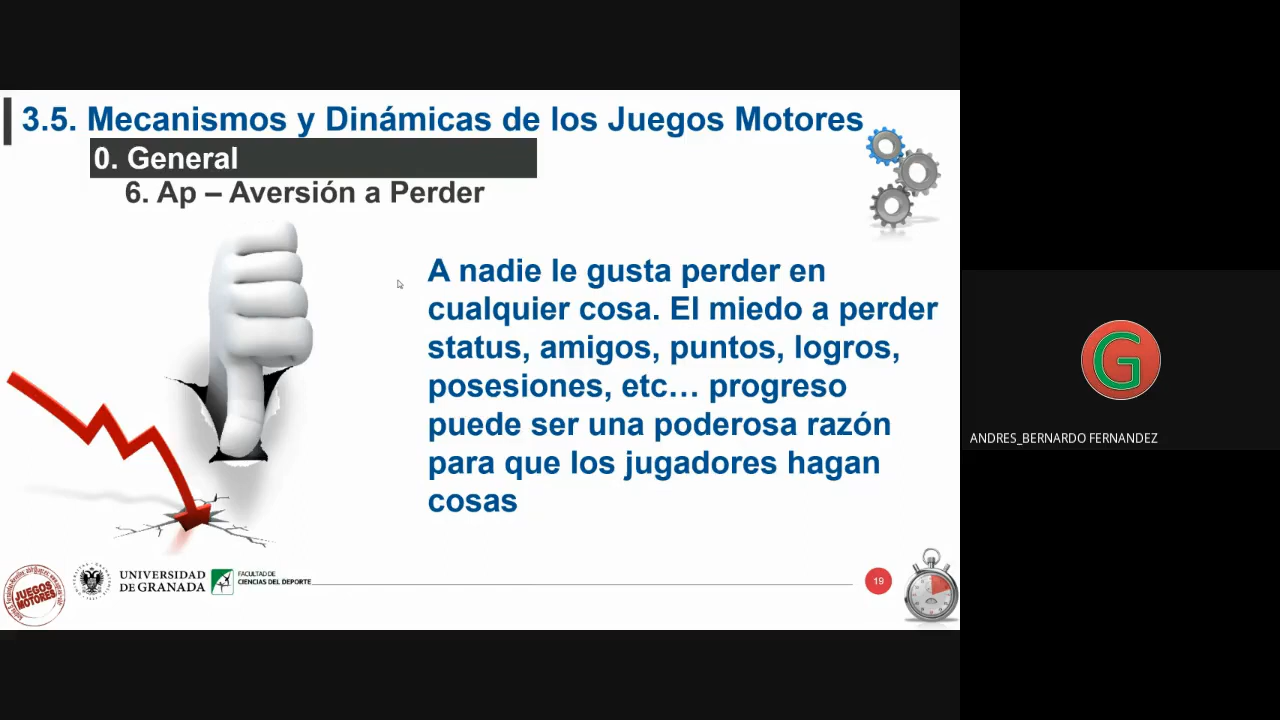 3.5. Mecanismos y Dinámicas de los Juegos Motores
0. General
6. Ap – Aversión a Perder
A nadie le gusta perder en
cualquier cosa. El miedo a perder
status, amigos, puntos, logros,
posesiones, etc… progreso
puede ser una poderosa razón
para que los jugadores hagan
cosas
JUEGOS
MOTORES
UNIVERSIDAD
DE GRANADA
FACULTAD DE
CIENCIAS DEL DEPORTE
19
G
ANDRES_BERNARDO FERNANDEZ